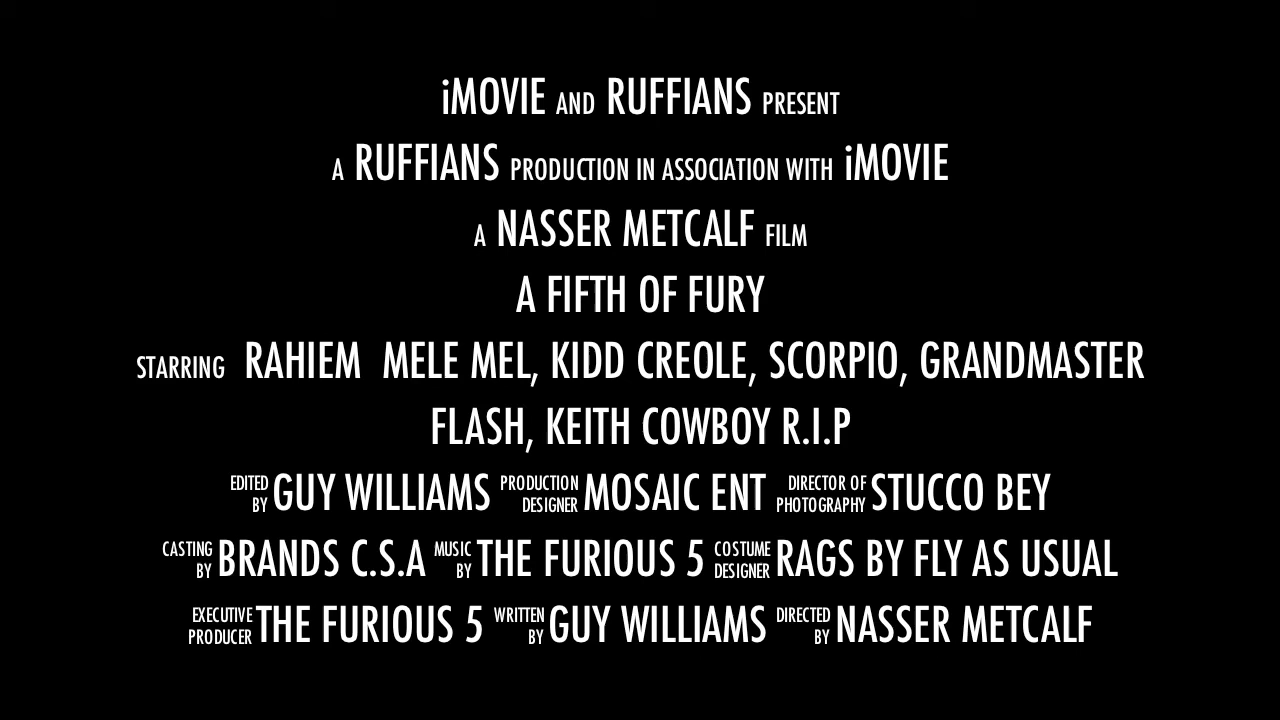 iMOVIE AND RUFFIANS PRESENT
A RUFFIANS PRODUCTION IN ASSOCIATION WITH iMOVIE
A NASSER METCALF FILM
A FIFTH OF FURY
STARRING RAHIEM MELE MEL, KIDD CREOLE, SCORPIO, GRANDMASTER
FLASH, KEITH COWBOY R.I.P
EDITED BY GUY WILLIAMS PRODUCTION DESIGNER MOSAIC ENT DIRECTOR OF PHOTOGRAPHY STUCCO BEY
CASTING BY BRANDS C.S.A MUSIC BY THE FURIOUS 5 COSTUME DESIGNER RAGS BY FLY AS USUAL
EXECUTIVE PRODUCER THE FURIOUS 5 WRITTEN BY GUY WILLIAMS DIRECTED BY NASSER METCALF